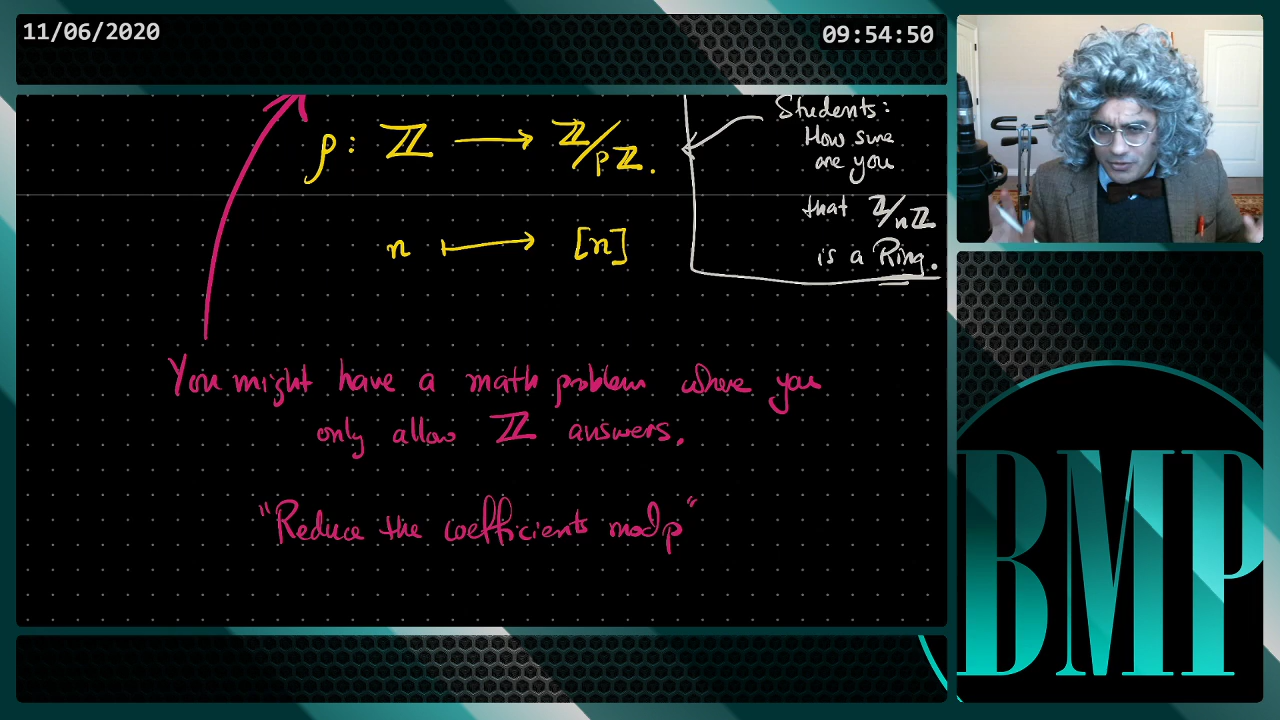 11/06/2020
09:54:50
ρ: ℤ ⟶ ℤ/pℤ.
n ⟼ [n]
Students:
How sure
are you
that ℤ/nℤ
is a Ring.
You might have a math problem where you
only allow ℤ answers.
"Reduce the coefficients mod p"
BMP